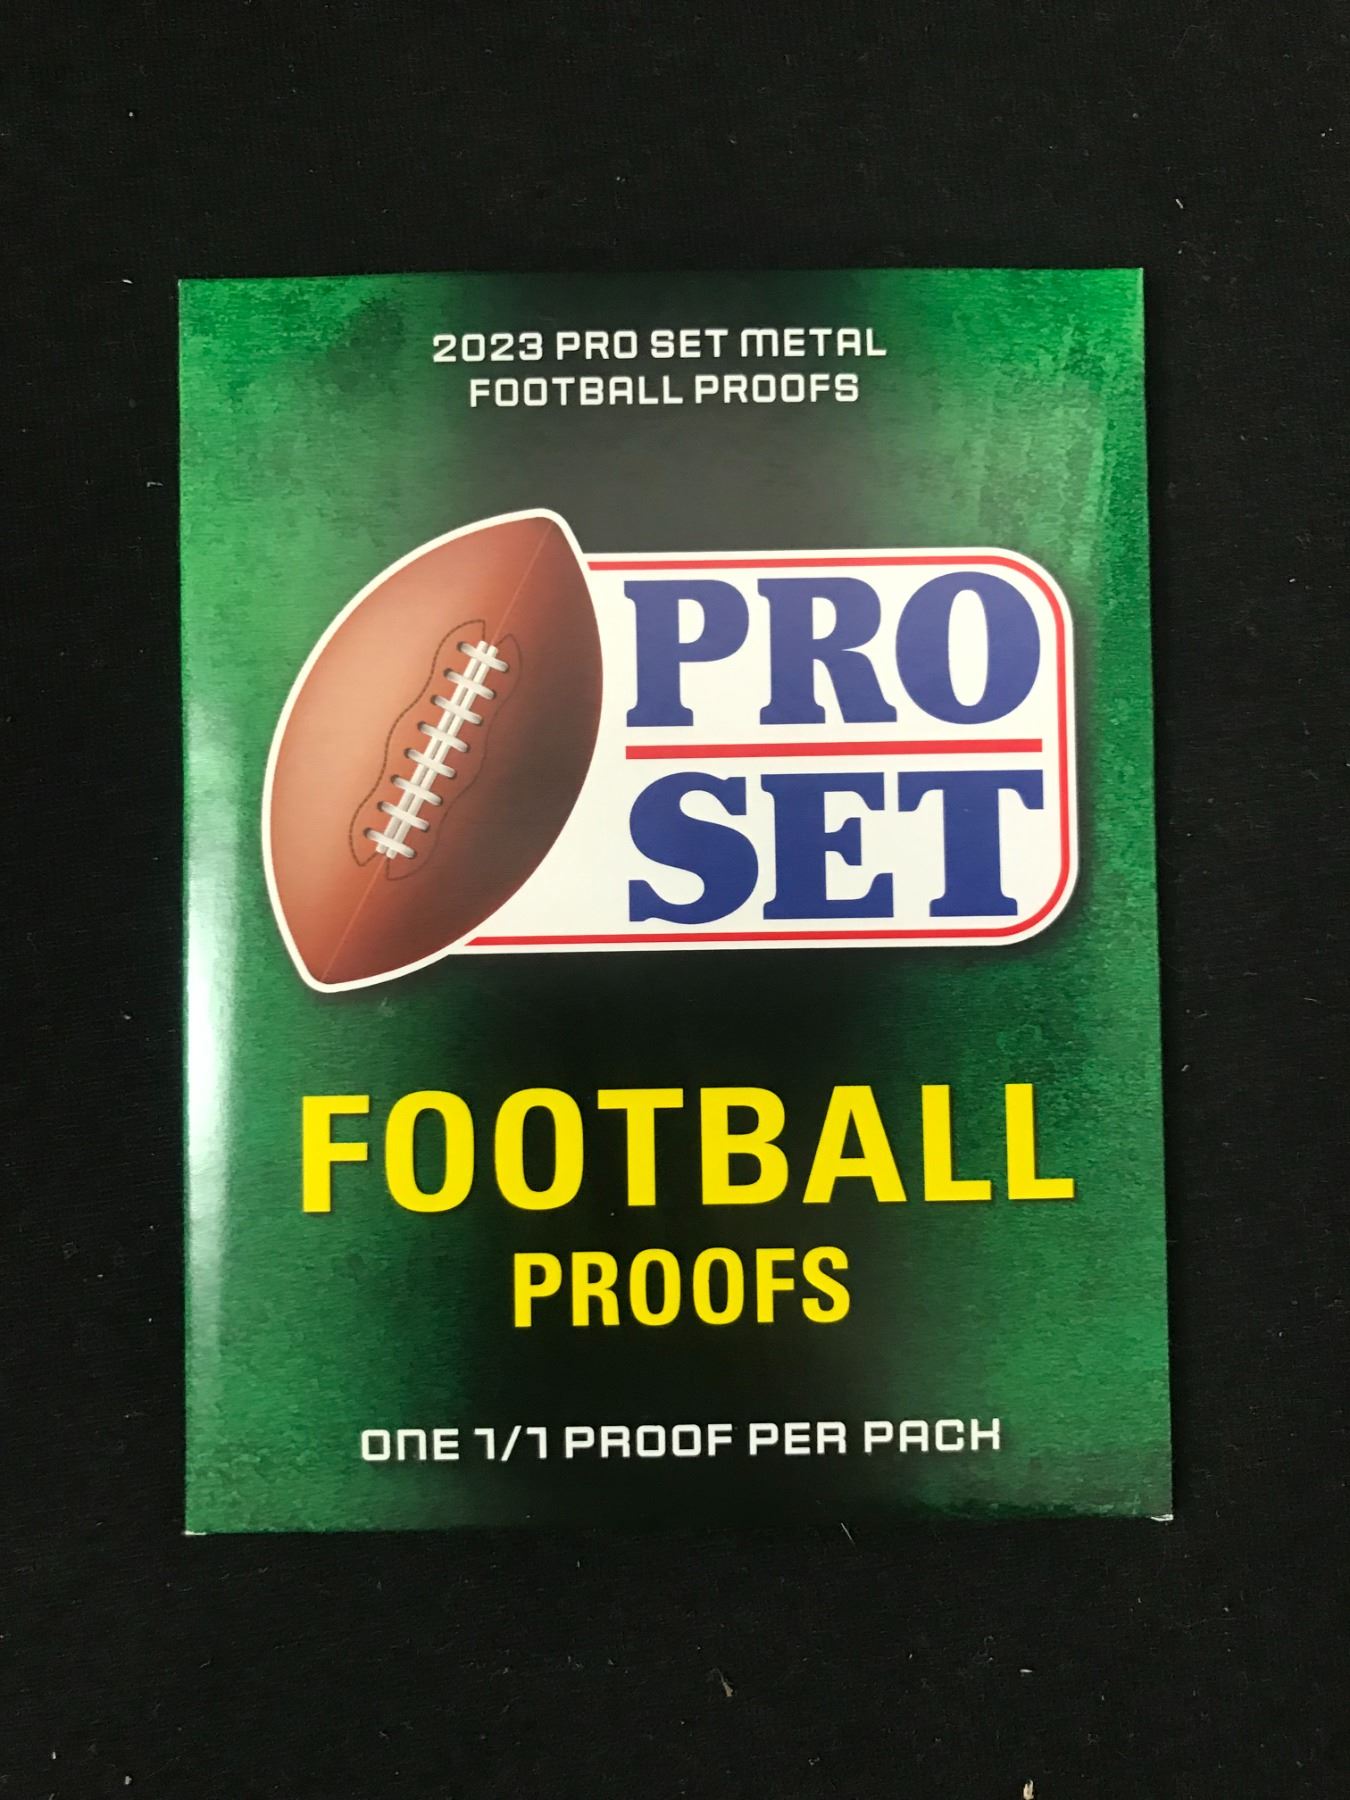 2023 PRO SET METAL
FOOTBALL PROOFS
PRO
SET
FOOTBALL
PROOFS
ONE 1/1 PROOF PER PACK